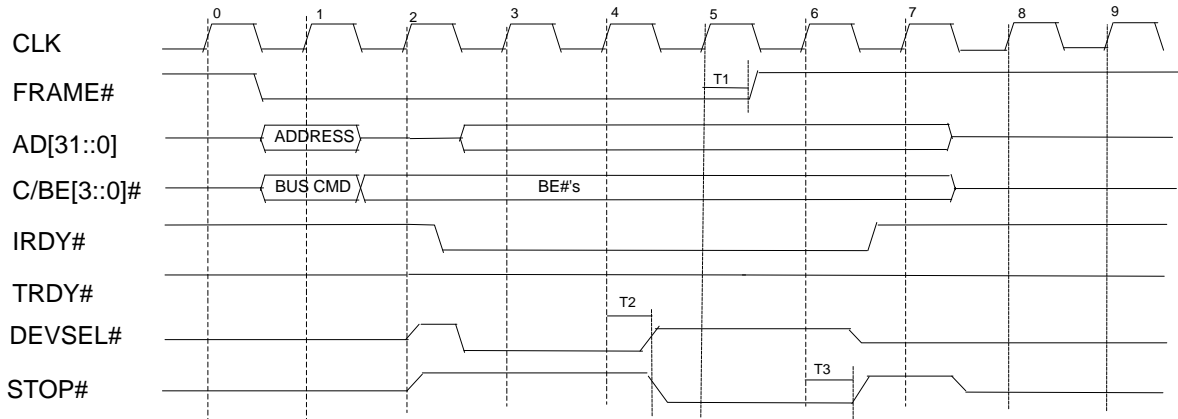 0 1 2 3 4 5 6 7 8 9
CLK
T1
FRAME#
ADDRESS
AD[31::0]
BUS CMD BE#'s
C/BE[3::0]#
IRDY#
TRDY#
T2
DEVSEL#
T3
STOP#